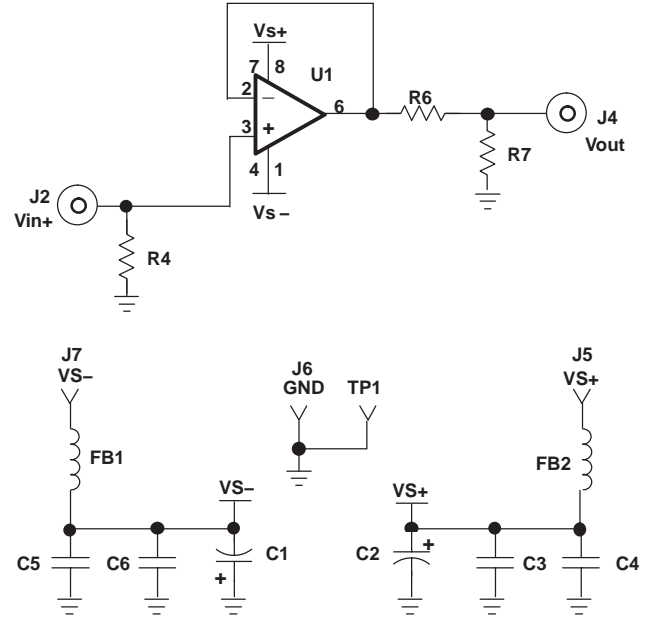 Vs+
7 8
U1
2
–
6
R6
J4
Vout
3
+
R7
4 1
Vs –
J2
Vin+
R4
J7
VS–
J6
GND
TP1
J5
VS+
FB1
FB2
VS–
VS+
C5
C6
C1
+
C2
+
C3
C4